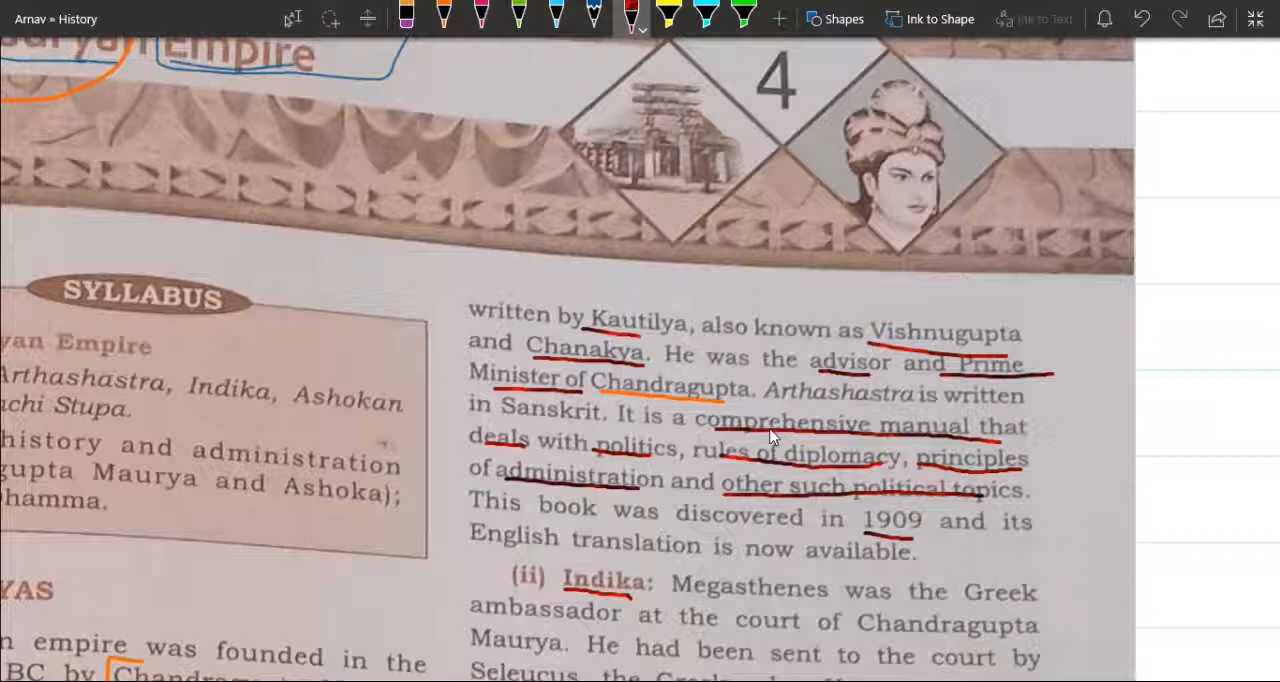 Arnav » History
Shapes
Ink to Shape
Ink to Text
Empire
4
SYLLABUS
Empire
Arthashastra, Indika, Ashokan
Stupa.
history and administration
Maurya and Ashoka);
written by Kautilya, also known as Vishnugupta
and Chanakya. He was the advisor and Prime
Minister of Chandragupta. Arthashastra is written
in Sanskrit. It is a comprehensive manual that
deals with politics, rules of diplomacy, principles
of administration and other such political topics.
This book was discovered in 1909 and its
English translation is now available.
(ii) Indika: Megasthenes was the Greek
ambassador at the court of Chandragupta
Maurya. He had been sent to the court by
Seleucus, the
empire was founded in the
BC by